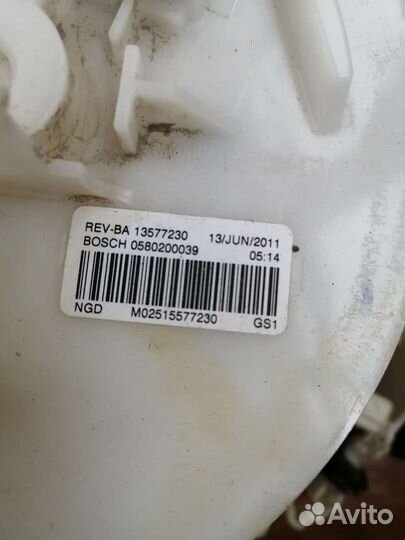 REV-BA 13577230 13/JUN/2011
BOSCH 0580200039 05:14
NGD M02515577230 GS1
Avito